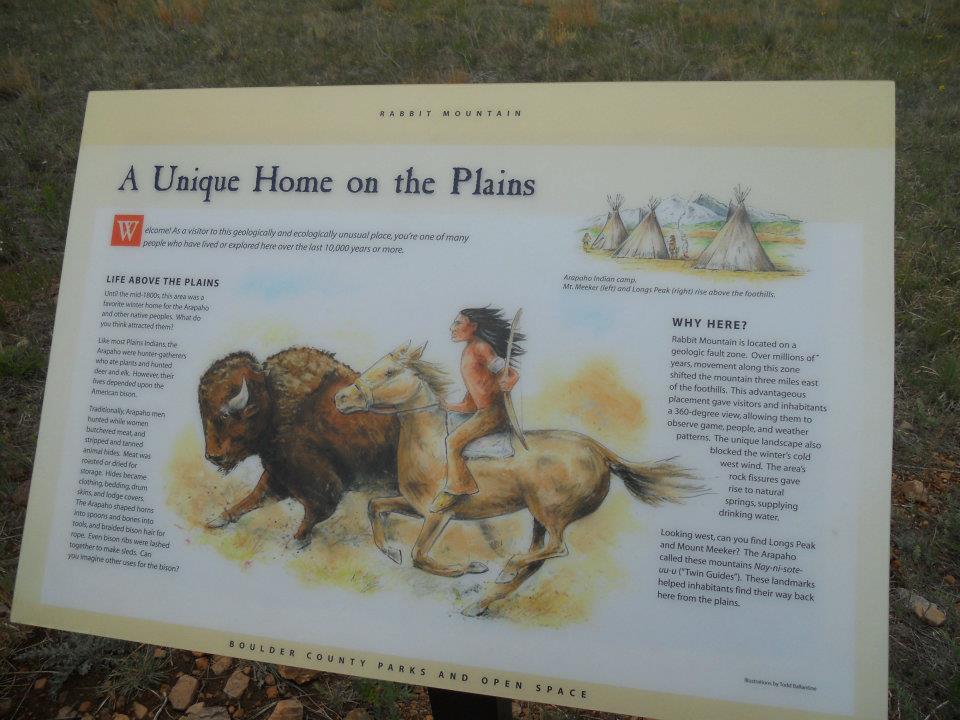 RABBIT MOUNTAIN
A Unique Home on the Plains
Welcome! As a visitor to this geologically and ecologically unusual place, you're one of many
people who have lived or explored here over the last 10,000 years or more.
Arapaho Indian camp.
Mt. Meeker (left) and Longs Peak (right) rise above the foothills.
LIFE ABOVE THE PLAINS
Until the mid-1800s, this area was a
favorite winter home for the Arapaho
and other native peoples. What do
you think attracted them?
Like most Plains Indians, the
Arapaho were hunter-gatherers
who ate plants and hunted
deer and elk. However, their
lives depended upon the
American bison.
Traditionally, Arapaho men
hunted while women
butchered meat, and
stripped and tanned
animal hides. Meat was
roasted or dried for
storage. Hides became
clothing, bedding, drum
skins, and lodge covers.
The Arapaho shaped horns
into spoons and bones into
tools, and braided bison hair for
rope. Even bison ribs were lashed
together to make sleds. Can
you imagine other uses for the bison?
WHY HERE?
Rabbit Mountain is located on a
geologic fault zone. Over millions of
years, movement along this zone
shifted the mountain three miles east
of the foothills. This advantageous
placement gave visitors and inhabitants
a 360-degree view, allowing them to
observe game, people, and weather
patterns. The unique landscape also
blocked the winter's cold
west wind. The area's
rock fissures gave
rise to natural
springs, supplying
drinking water.
Looking west, can you find Longs Peak
and Mount Meeker? The Arapaho
called these mountains Nay-ni-sote-
uu-u ("Twin Guides"). These landmarks
helped inhabitants find their way back
here from the plains.
Illustrations by Todd Ballantine
BOULDER COUNTY PARKS AND OPEN SPACE